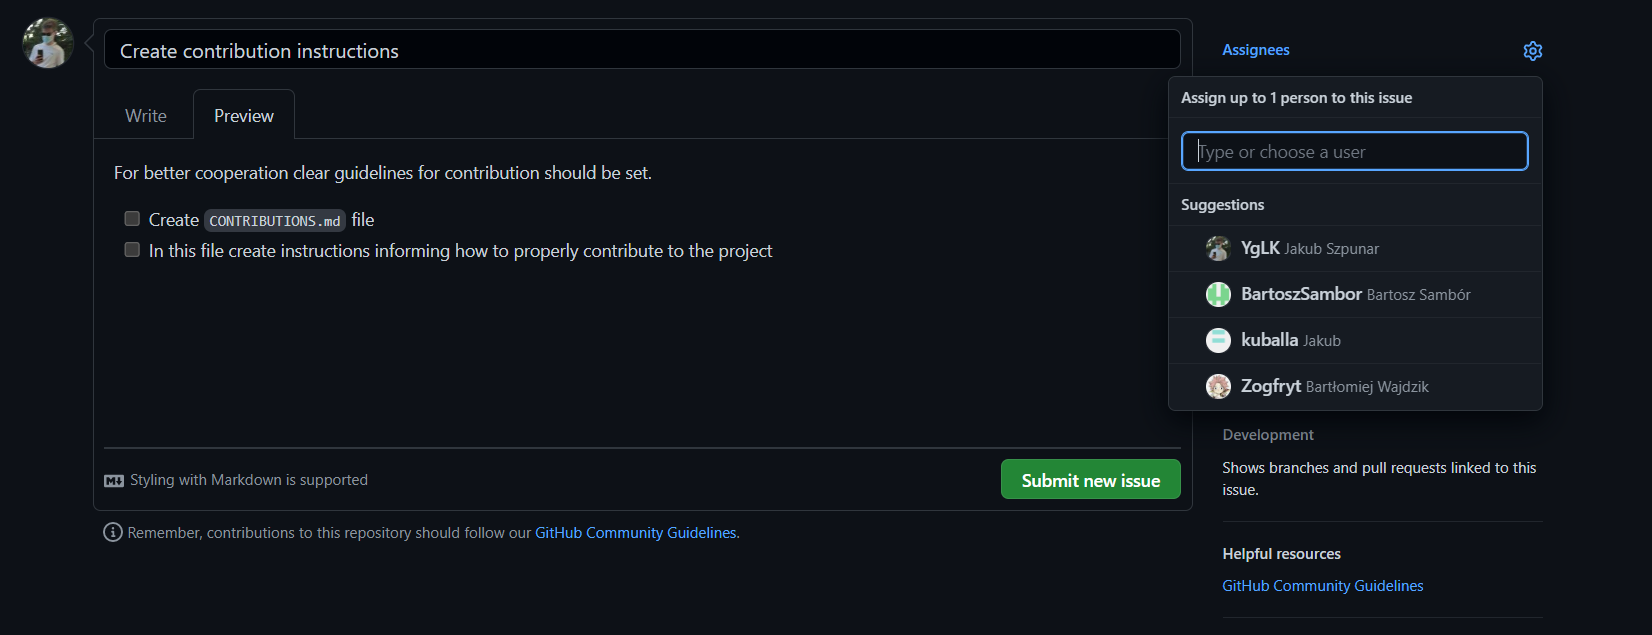 Create contribution instructions
Write
Preview
For better cooperation clear guidelines for contribution should be set.
Create CONTRIBUTIONS.md file
In this file create instructions informing how to properly contribute to the project
Styling with Markdown is supported
Submit new issue
Remember, contributions to this repository should follow our GitHub Community Guidelines.
Assignees
Assign up to 1 person to this issue
Type or choose a user
Suggestions
YgLK Jakub Szpunar
BartoszSambor Bartosz Sambór
kuballa Jakub
Zogfryt Bartłomiej Wajdzik
Development
Shows branches and pull requests linked to this
issue.
Helpful resources
GitHub Community Guidelines